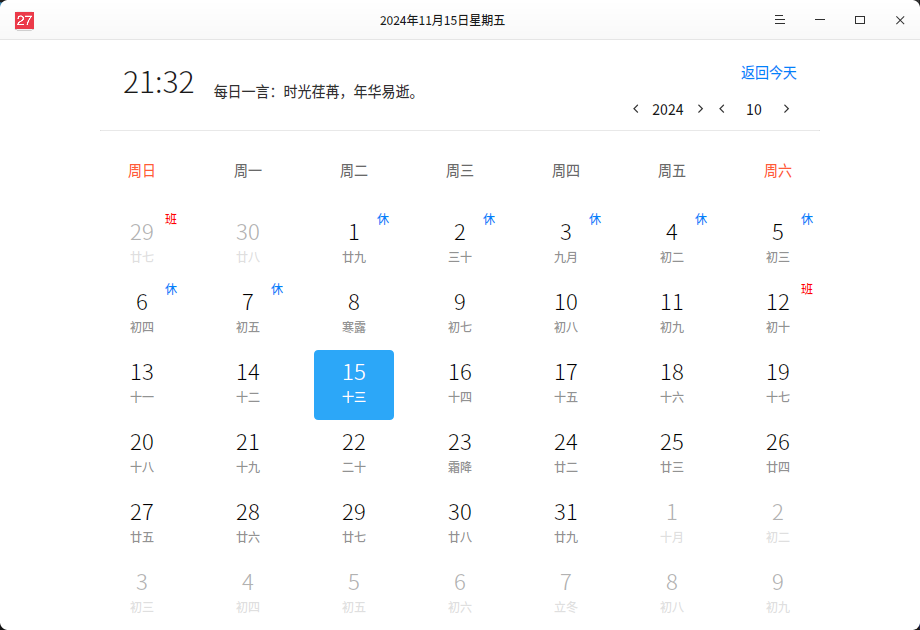 27
2024年11月15日星期五
21:32 每日一言：时光荏苒，年华易逝。
返回今天
2024 10
周日 周一 周二 周三 周四 周五 周六
班 休 休 休 休 休
29 30 1 2 3 4 5
廿七 廿八 廿九 三十 九月 初二 初三
休 休 班
6 7 8 9 10 11 12
初四 初五 寒露 初七 初八 初九 初十
13 14 15 16 17 18 19
十一 十二 十三 十四 十五 十六 十七
20 21 22 23 24 25 26
十八 十九 二十 霜降 廿二 廿三 廿四
27 28 29 30 31 1 2
廿五 廿六 廿七 廿八 廿九 十月 初二
3 4 5 6 7 8 9
初三 初四 初五 初六 立冬 初八 初九